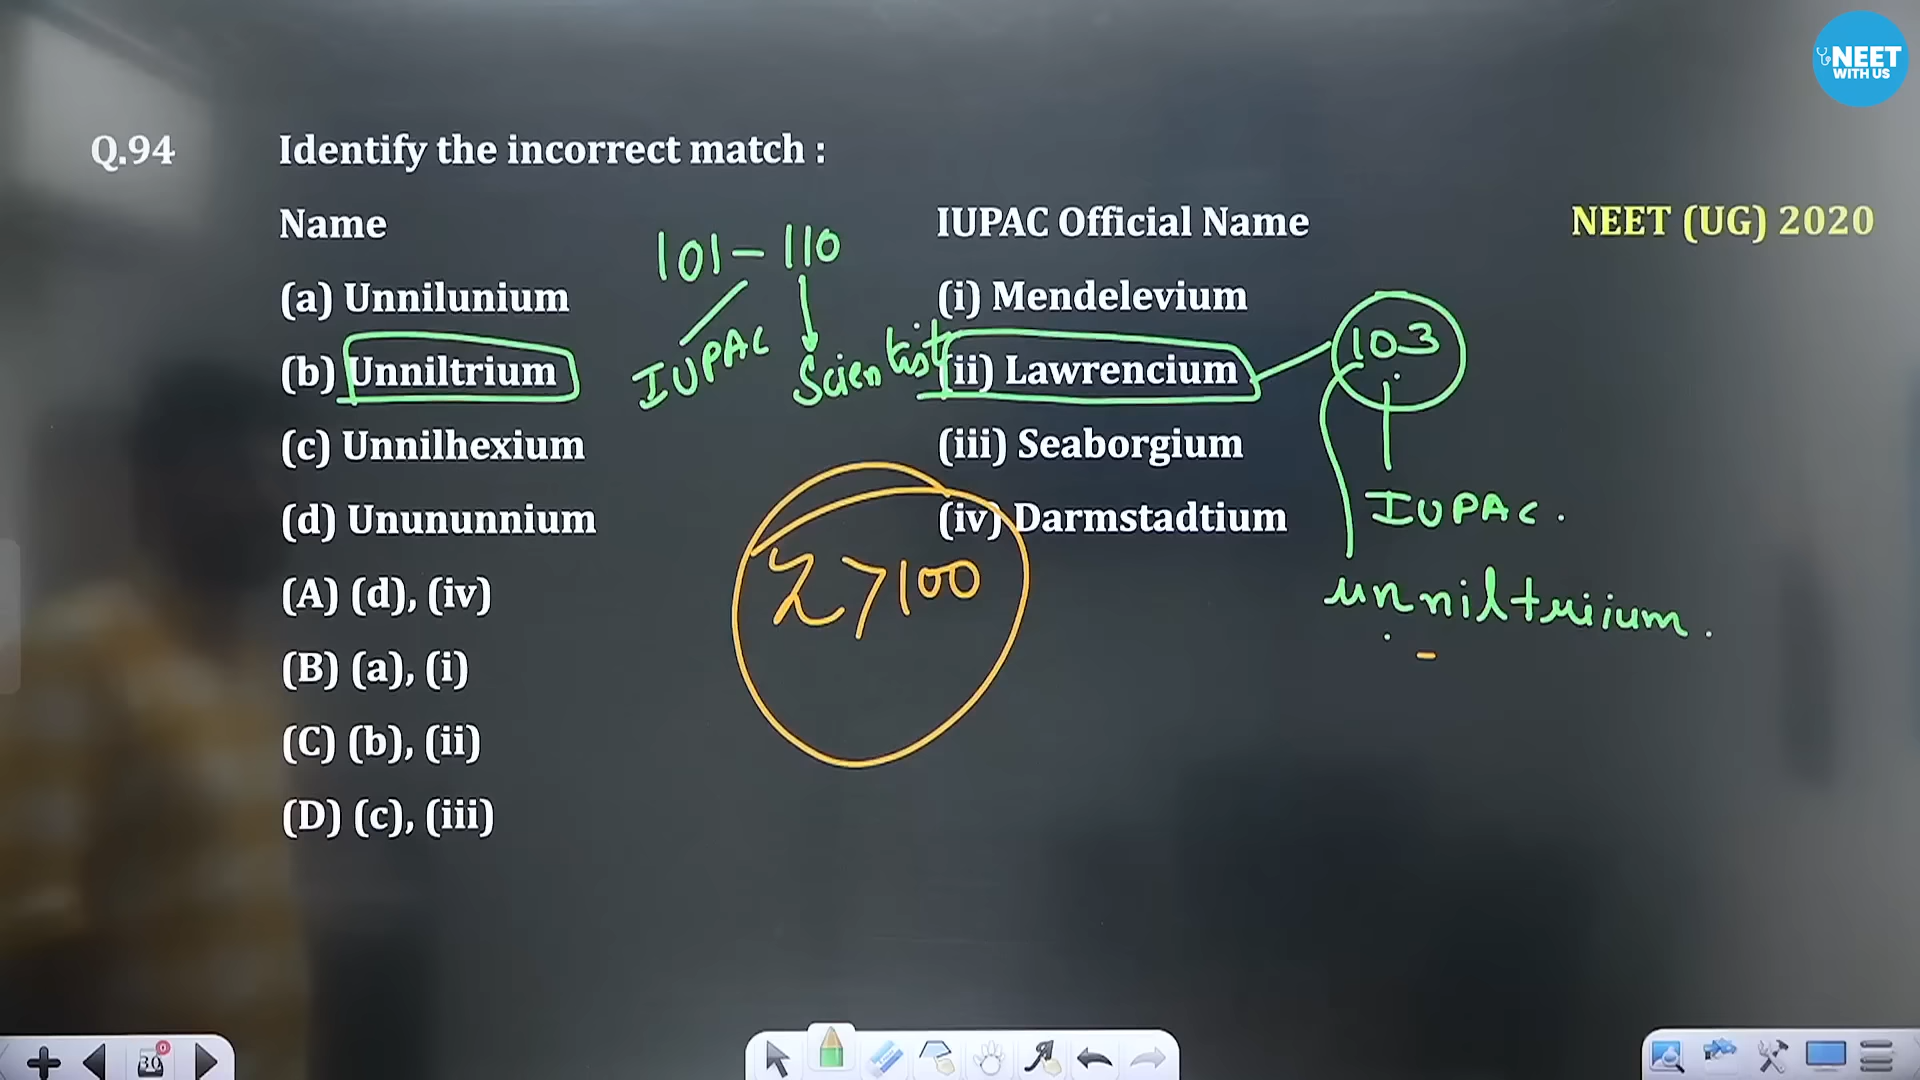 NEET
WITH US
Q.94 Identify the incorrect match :
Name IUPAC Official Name NEET (UG) 2020
101 - 110
(a) Unnilunium (i) Mendelevium
IUPAC Scientist 103
(b) Unniltrium (ii) Lawrencium
(c) Unnilhexium (iii) Seaborgium
IUPAC.
(d) Unununnium (iv) Darmstadtium
Z>100
unniltriium.
(A) (d), (iv)
(B) (a), (i)
(C) (b), (ii)
(D) (c), (iii)
30